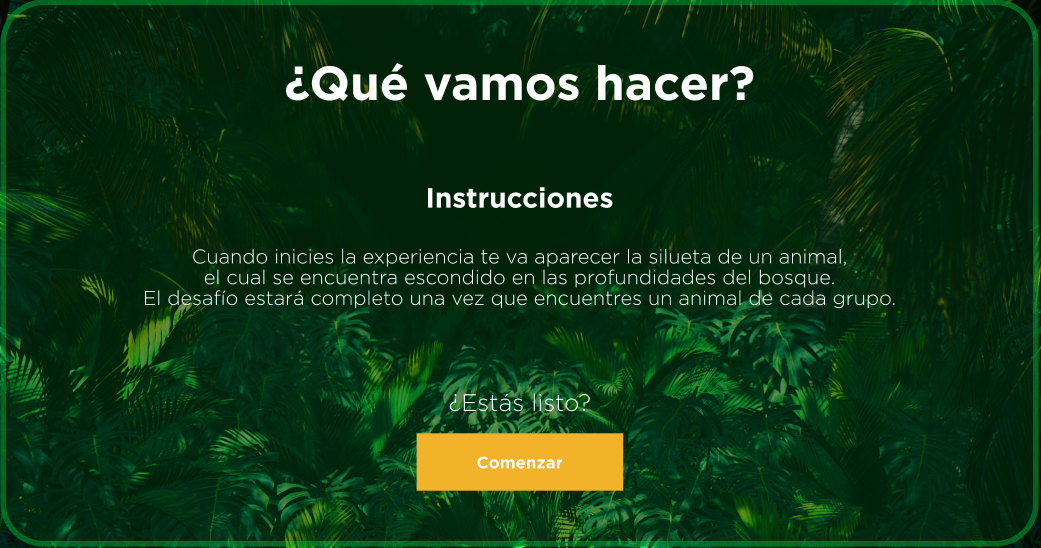 ¿Qué vamos hacer?
Instrucciones
Cuando inicies la experiencia te va aparecer la silueta de un animal,
el cual se encuentra escondido en las profundidades del bosque.
El desafío estará completo una vez que encuentres un animal de cada grupo.
¿Estás listo?
Comenzar